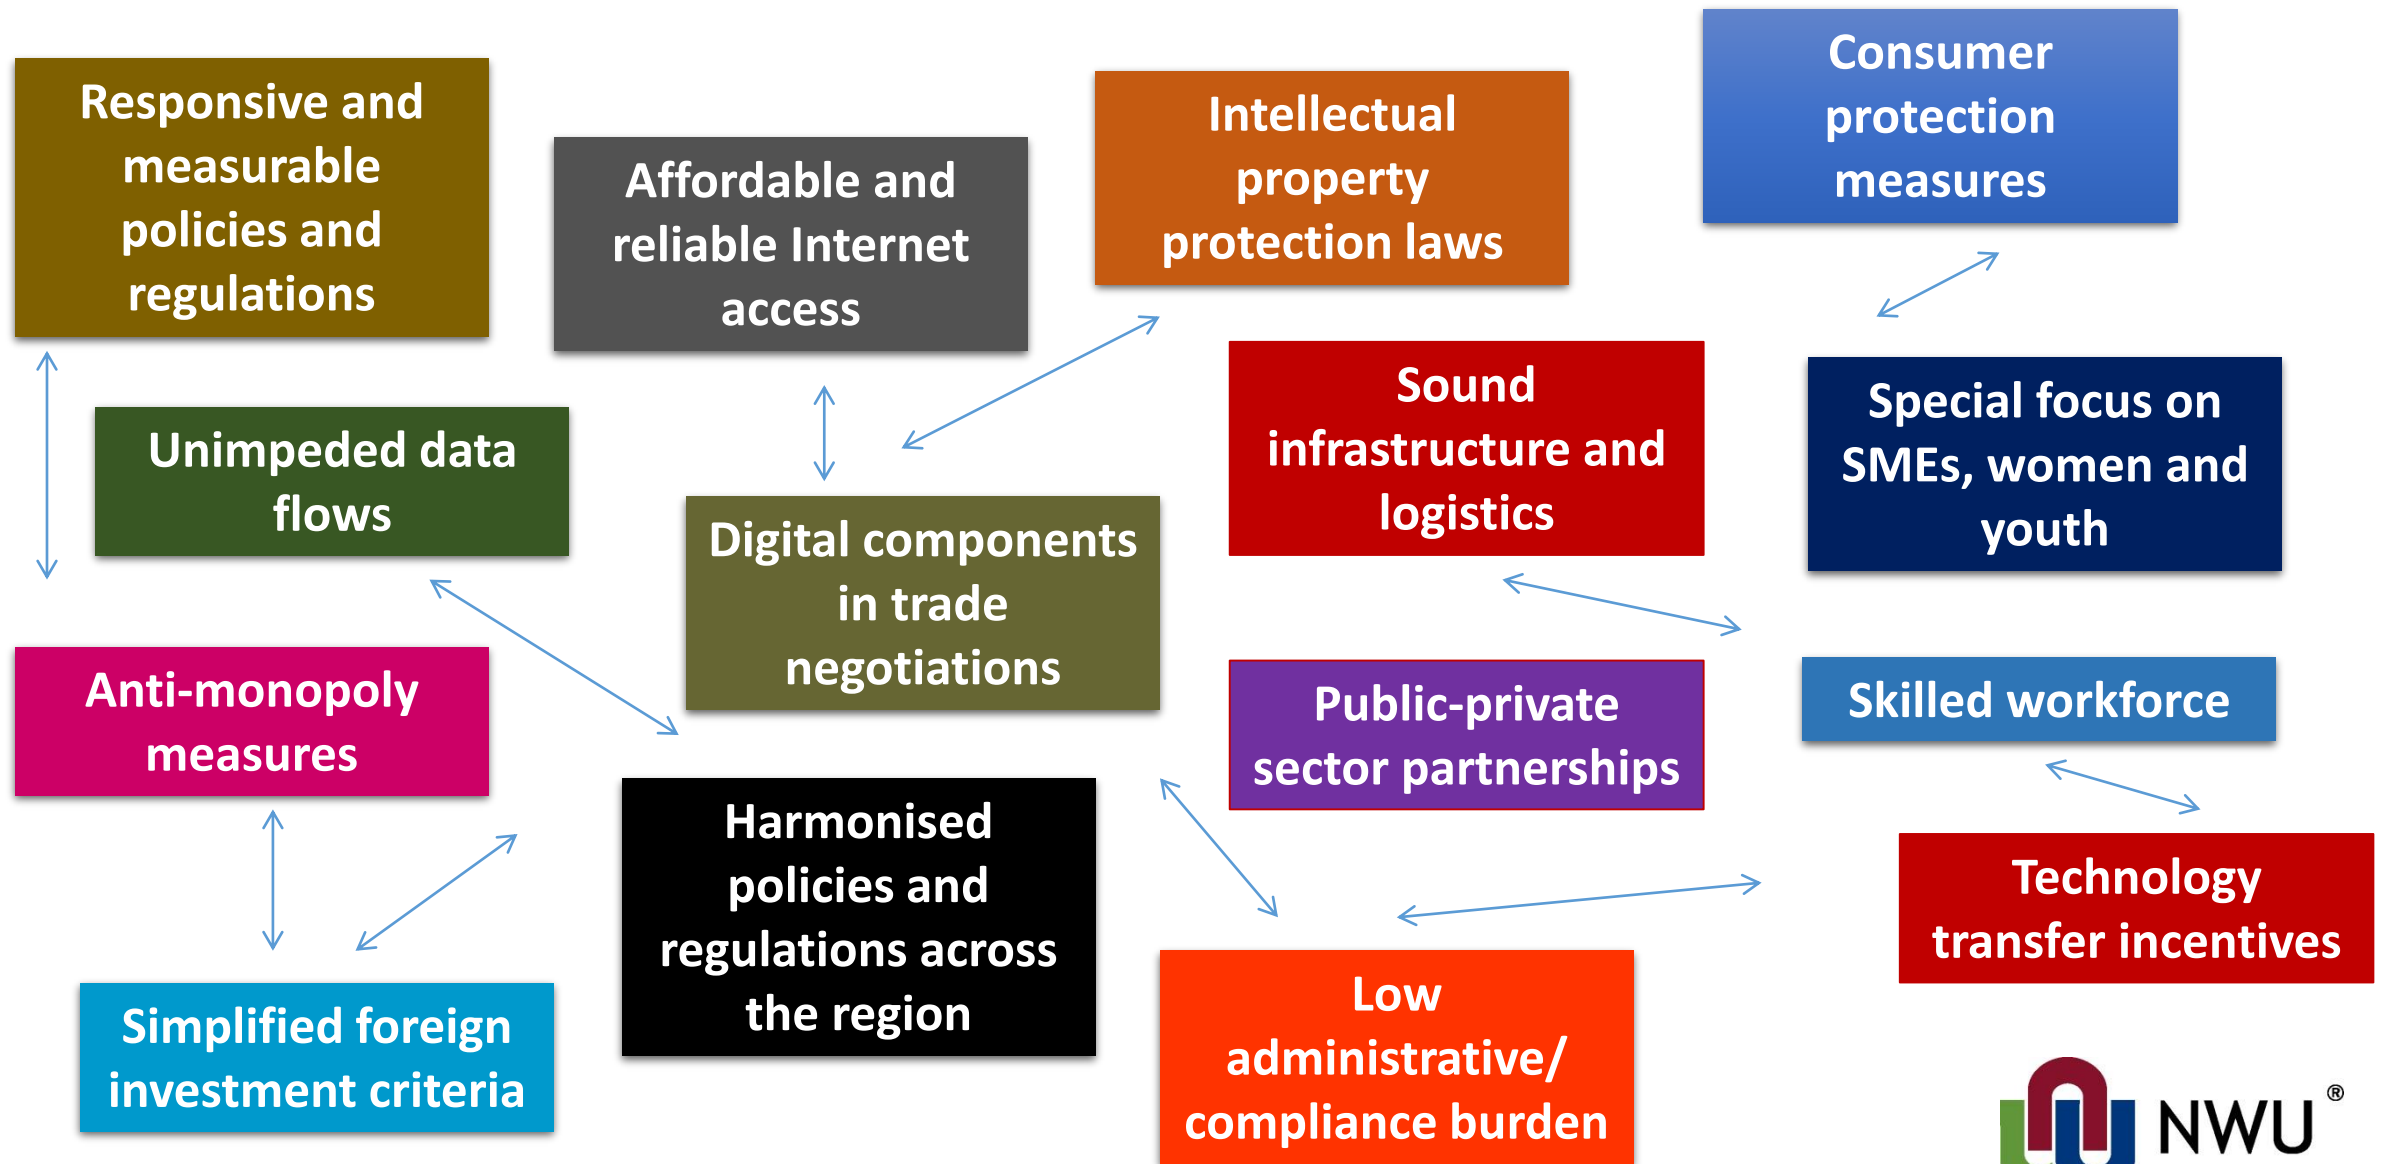 Responsive and
measurable
policies and
regulations
Affordable and
reliable Internet
access
Intellectual
property
protection laws
Consumer
protection
measures
Unimpeded data
flows
Digital components
in trade
negotiations
Sound
infrastructure and
logistics
Special focus on
SMEs, women and
youth
Anti-monopoly
measures
Public-private
sector partnerships
Skilled workforce
Simplified foreign
investment criteria
Harmonised
policies and
regulations across
the region
Low
administrative/
compliance burden
Technology
transfer incentives
NWU ®